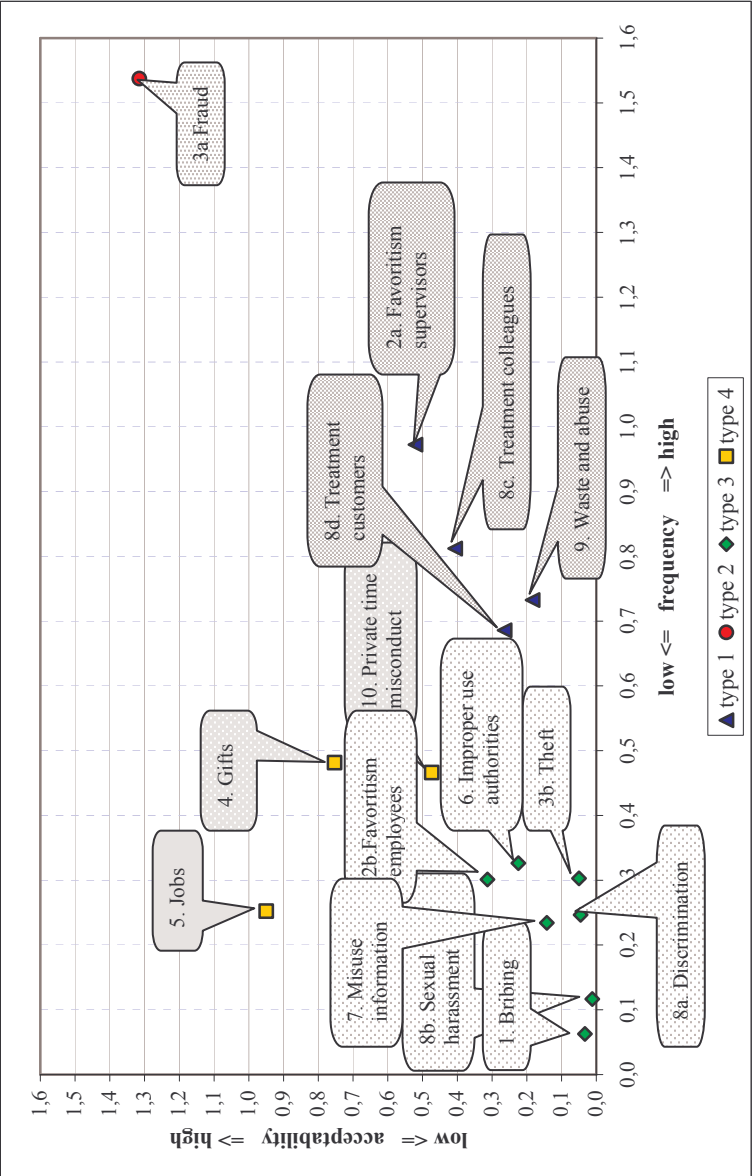 1,6
1,5
1,4
1,3
1,2
1,1
1,0
0,9
0,8
0,7
0,6
0,5
0,4
0,3
0,2
0,1
0,0
low <= acceptability => high
3a.Fraud
2a. Favoritism
supervisors
8c. Treatment colleagues
8d. Treatment
customers
9. Waste and abuse
10. Private time
misconduct
4. Gifts
6. Improper use
authorities
3b. Theft
2b.Favoritism
employees
5. Jobs
7. Misuse
information
8b. Sexual
harassment
1. Bribing
8a. Discrimination
0,0
0,1
0,2
0,3
0,4
0,5
0,6
0,7
0,8
0,9
1,0
1,1
1,2
1,3
1,4
1,5
1,6
low <= frequency => high
type 1 type 2 type 3 type 4